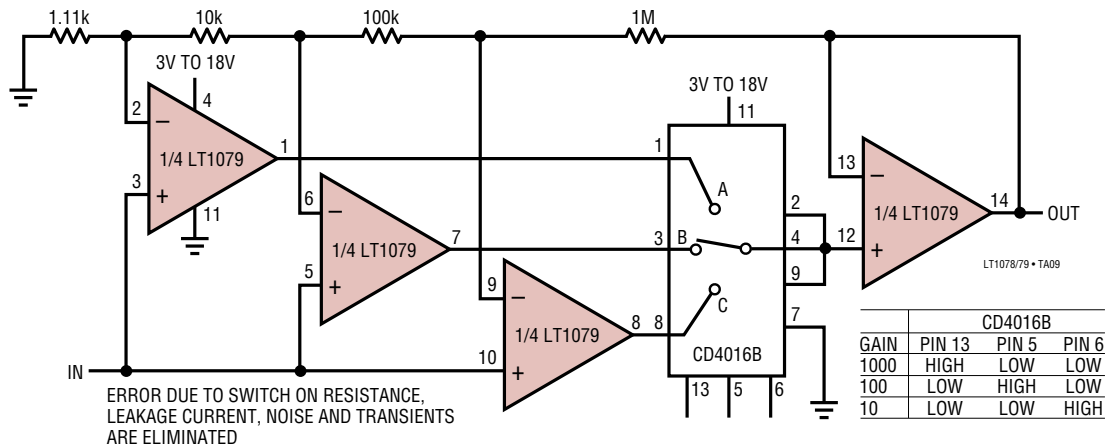 1.11k 10k 100k 1M
3V TO 18V
4
2
1/4 LT1079
1
3
11
3V TO 18V
11
1
A
6
1/4 LT1079
7
5
3 B
2
4
9
13
1/4 LT1079
14
OUT
12
LT1078/79 • TA09
9
1/4 LT1079
8 8
C
7
10
CD4016B
13 5 6
IN
ERROR DUE TO SWITCH ON RESISTANCE,
LEAKAGE CURRENT, NOISE AND TRANSIENTS
ARE ELIMINATED
CD4016B
GAIN PIN 13 PIN 5 PIN 6
1000 HIGH LOW LOW
100 LOW HIGH LOW
10 LOW LOW HIGH